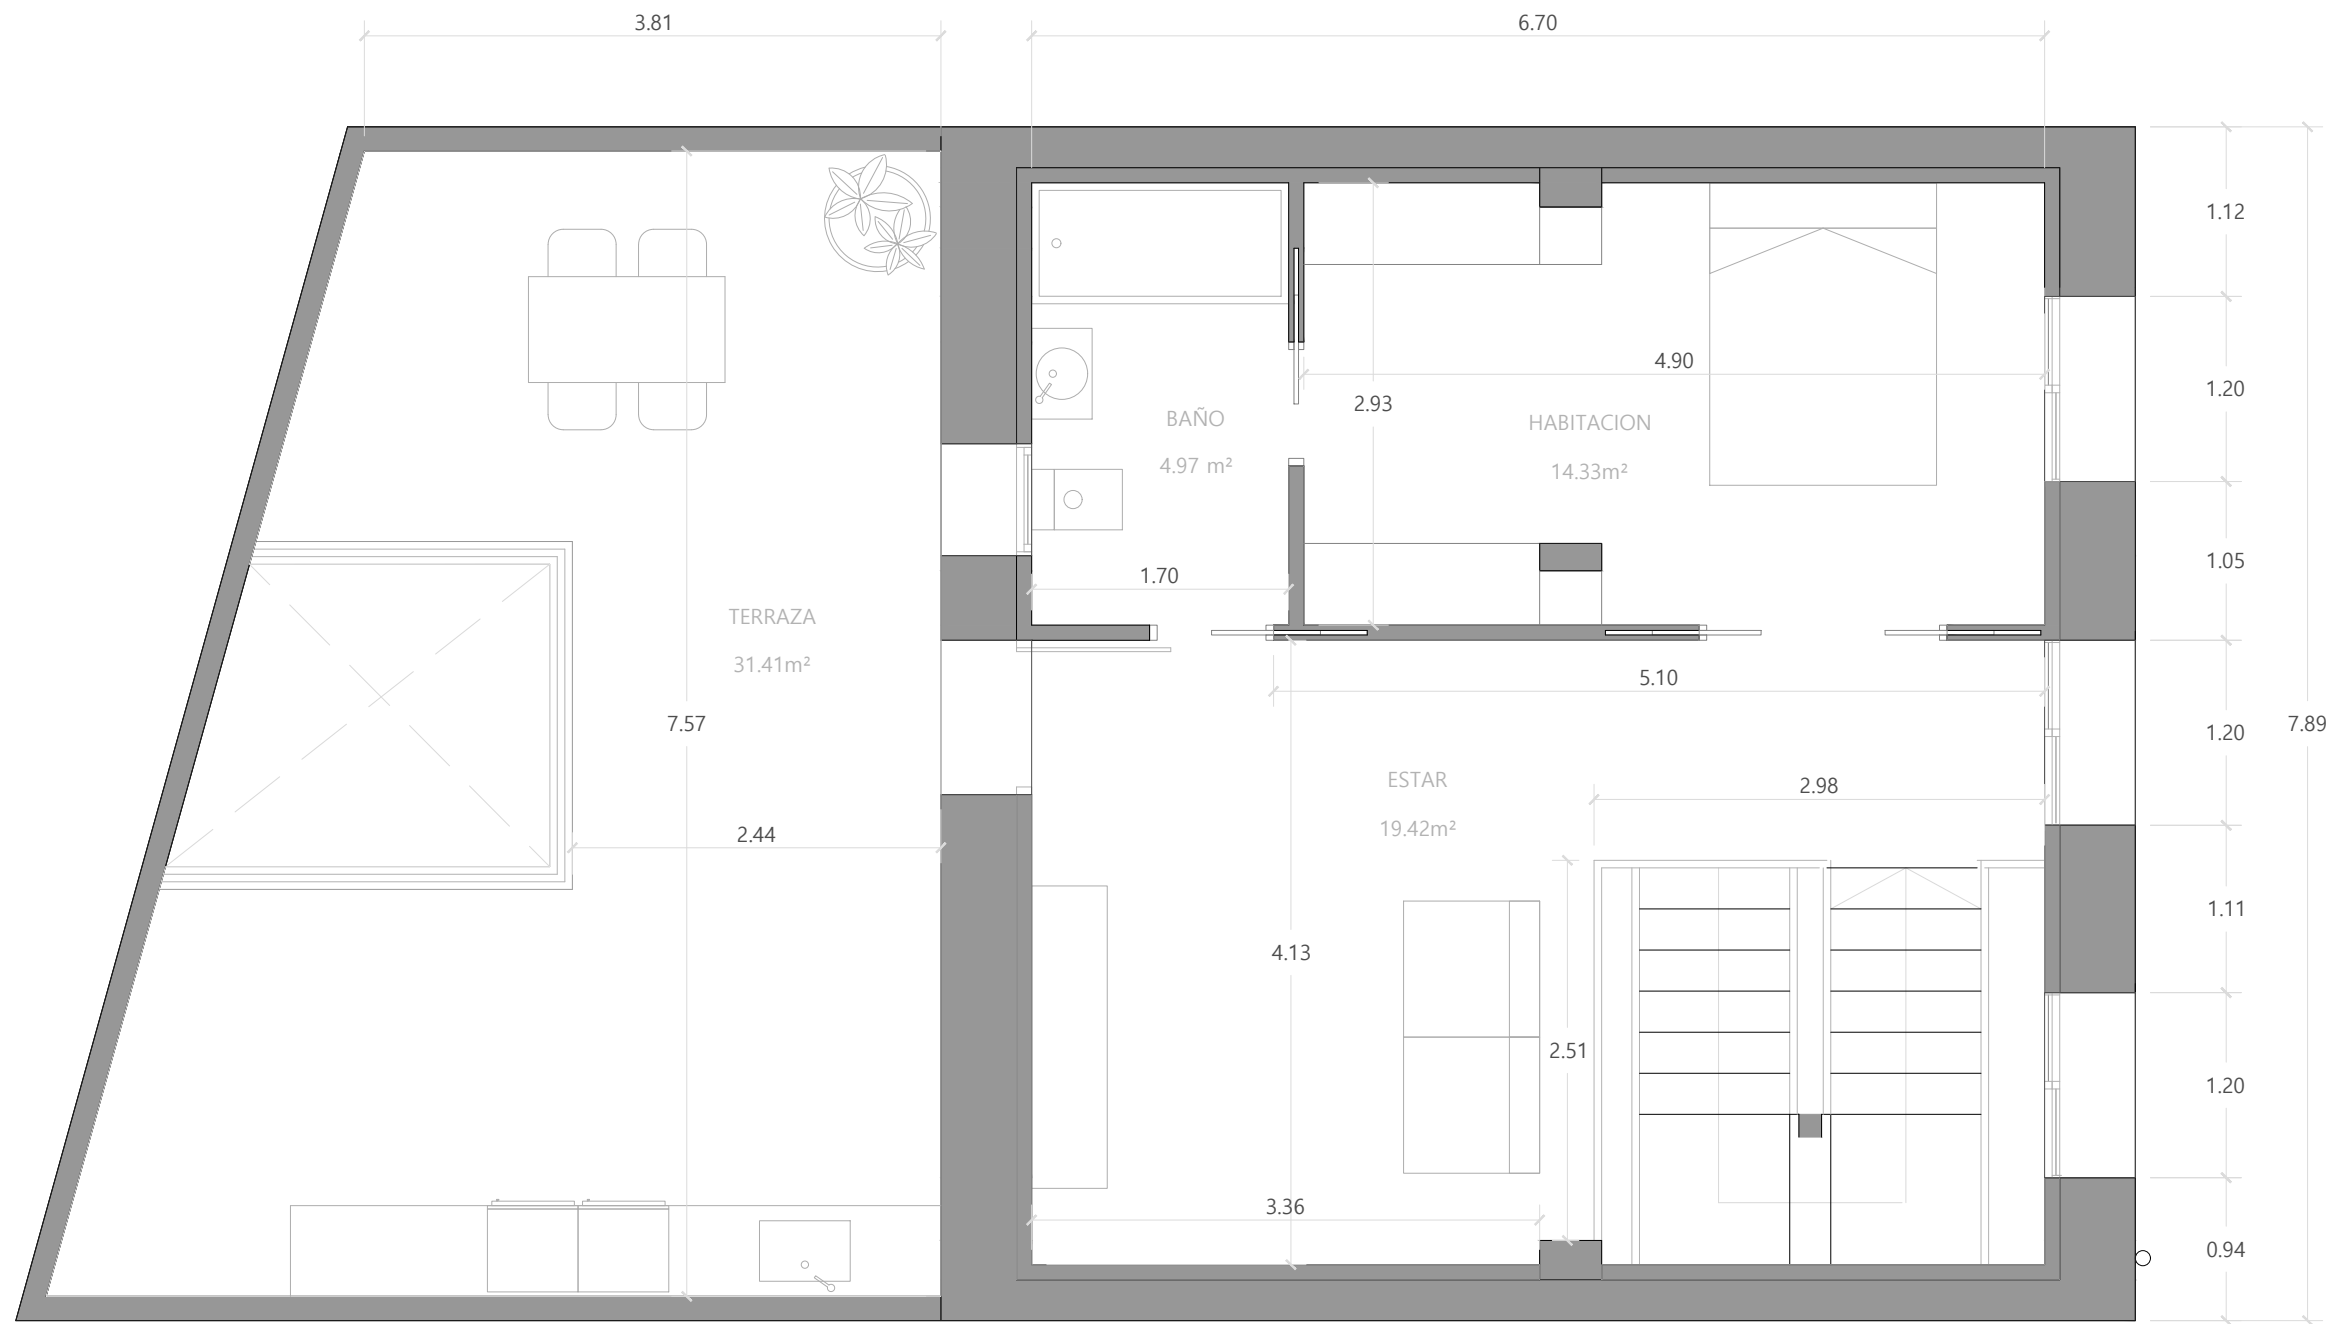 3.81
6.70
1.12
4.90
1.20
2.93
BAÑO
HABITACION
4.97 m²
14.33m²
1.05
1.70
TERRAZA
31.41m²
5.10
7.57
1.20
7.89
ESTAR
2.98
19.42m²
2.44
1.11
4.13
2.51
1.20
3.36
0.94